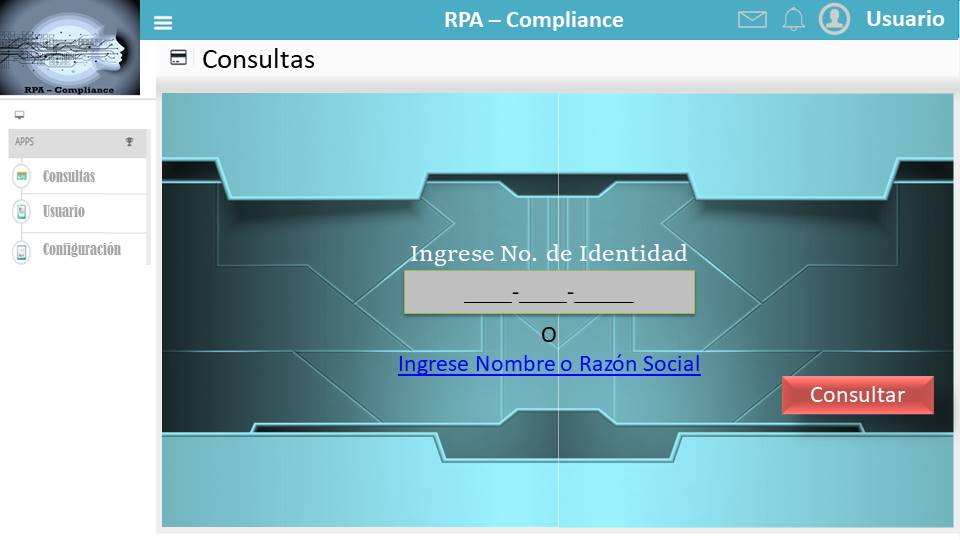 RPA – Compliance
Usuario
RPA – Compliance
Consultas
APPS
Consultas
Usuario
Configuración
Ingrese No. de Identidad
____-____-_____
O
Ingrese Nombre o Razón Social
Consultar